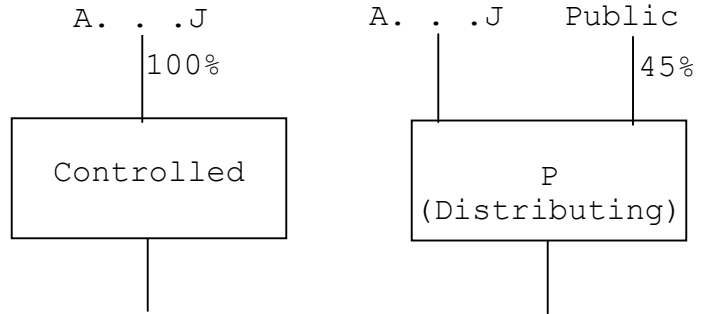 A. . .J
100%
Controlled
A. . .J Public
45%
P
(Distributing)